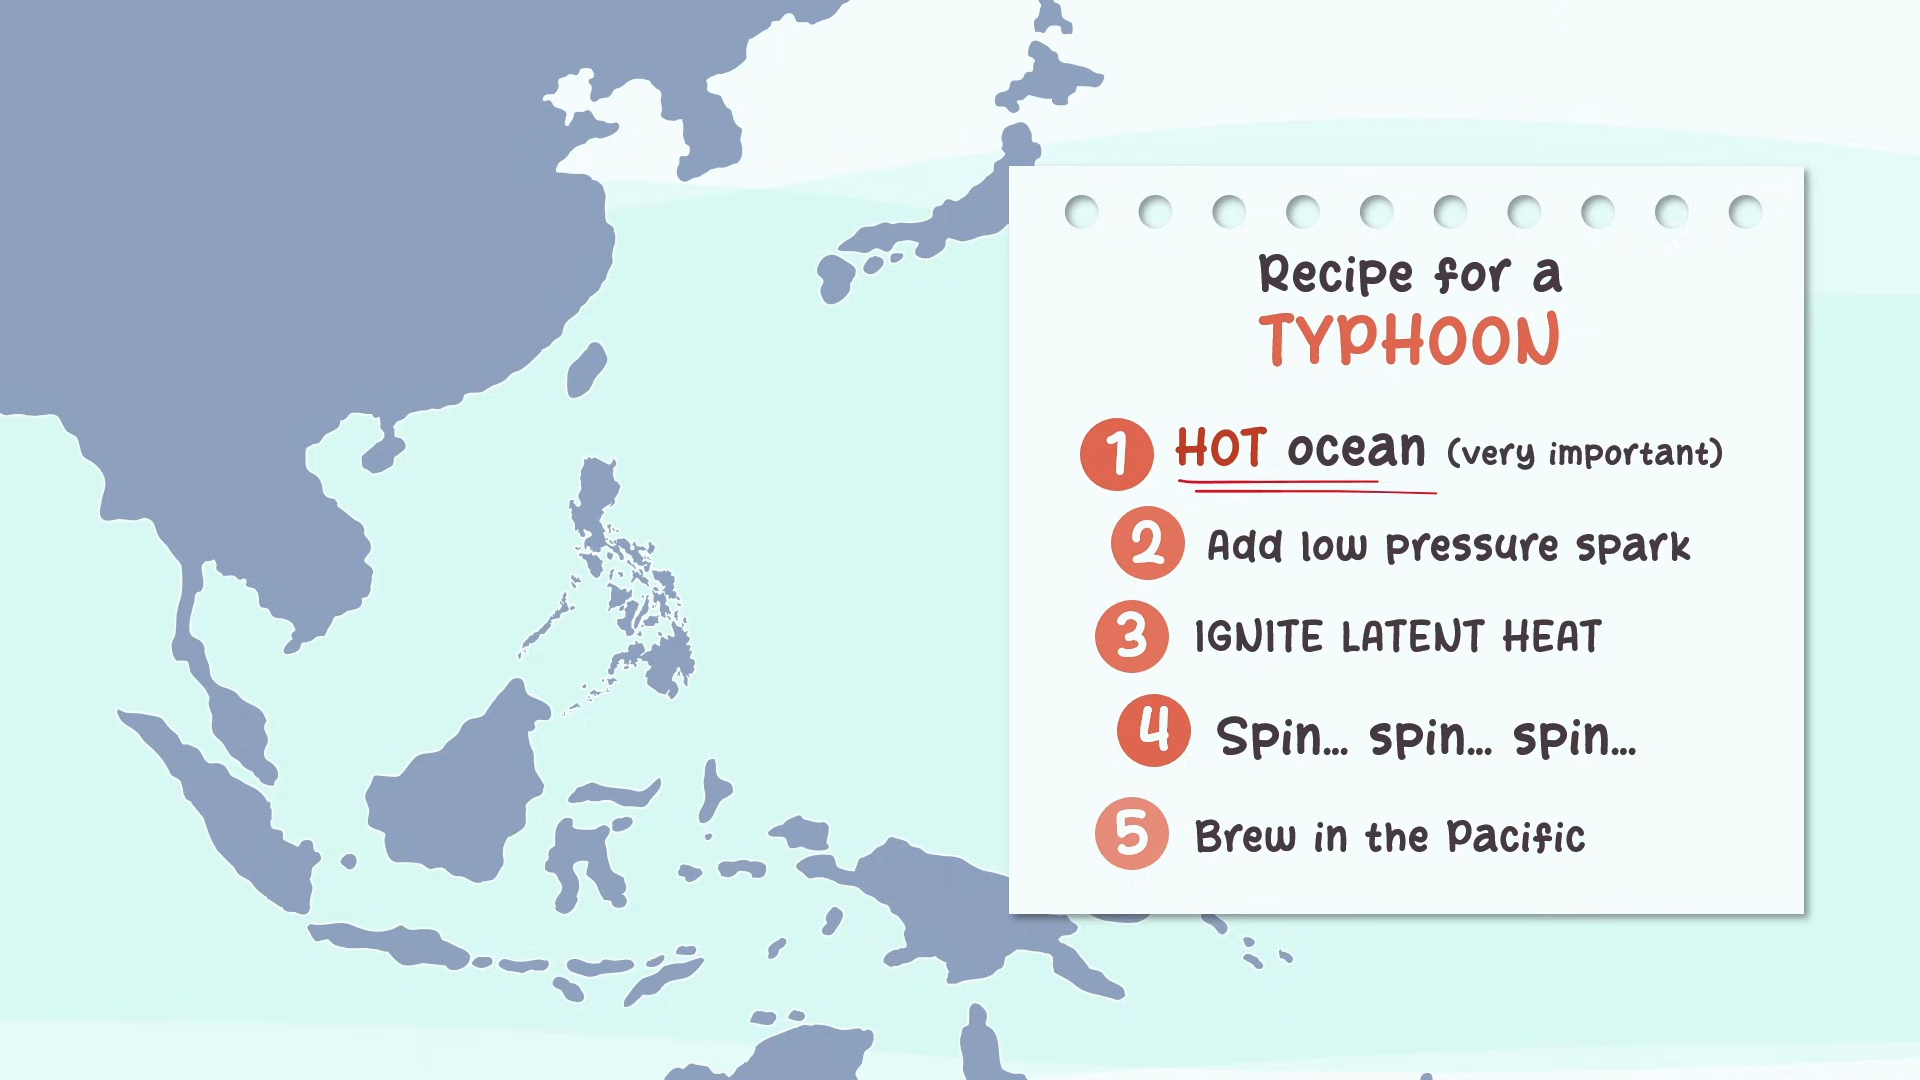 Recipe for a
TYPHOON
1 HOT ocean (very important)
2 Add low pressure spark
3 IGNITE LATENT HEAT
4 Spin... spin... spin...
5 Brew in the Pacific